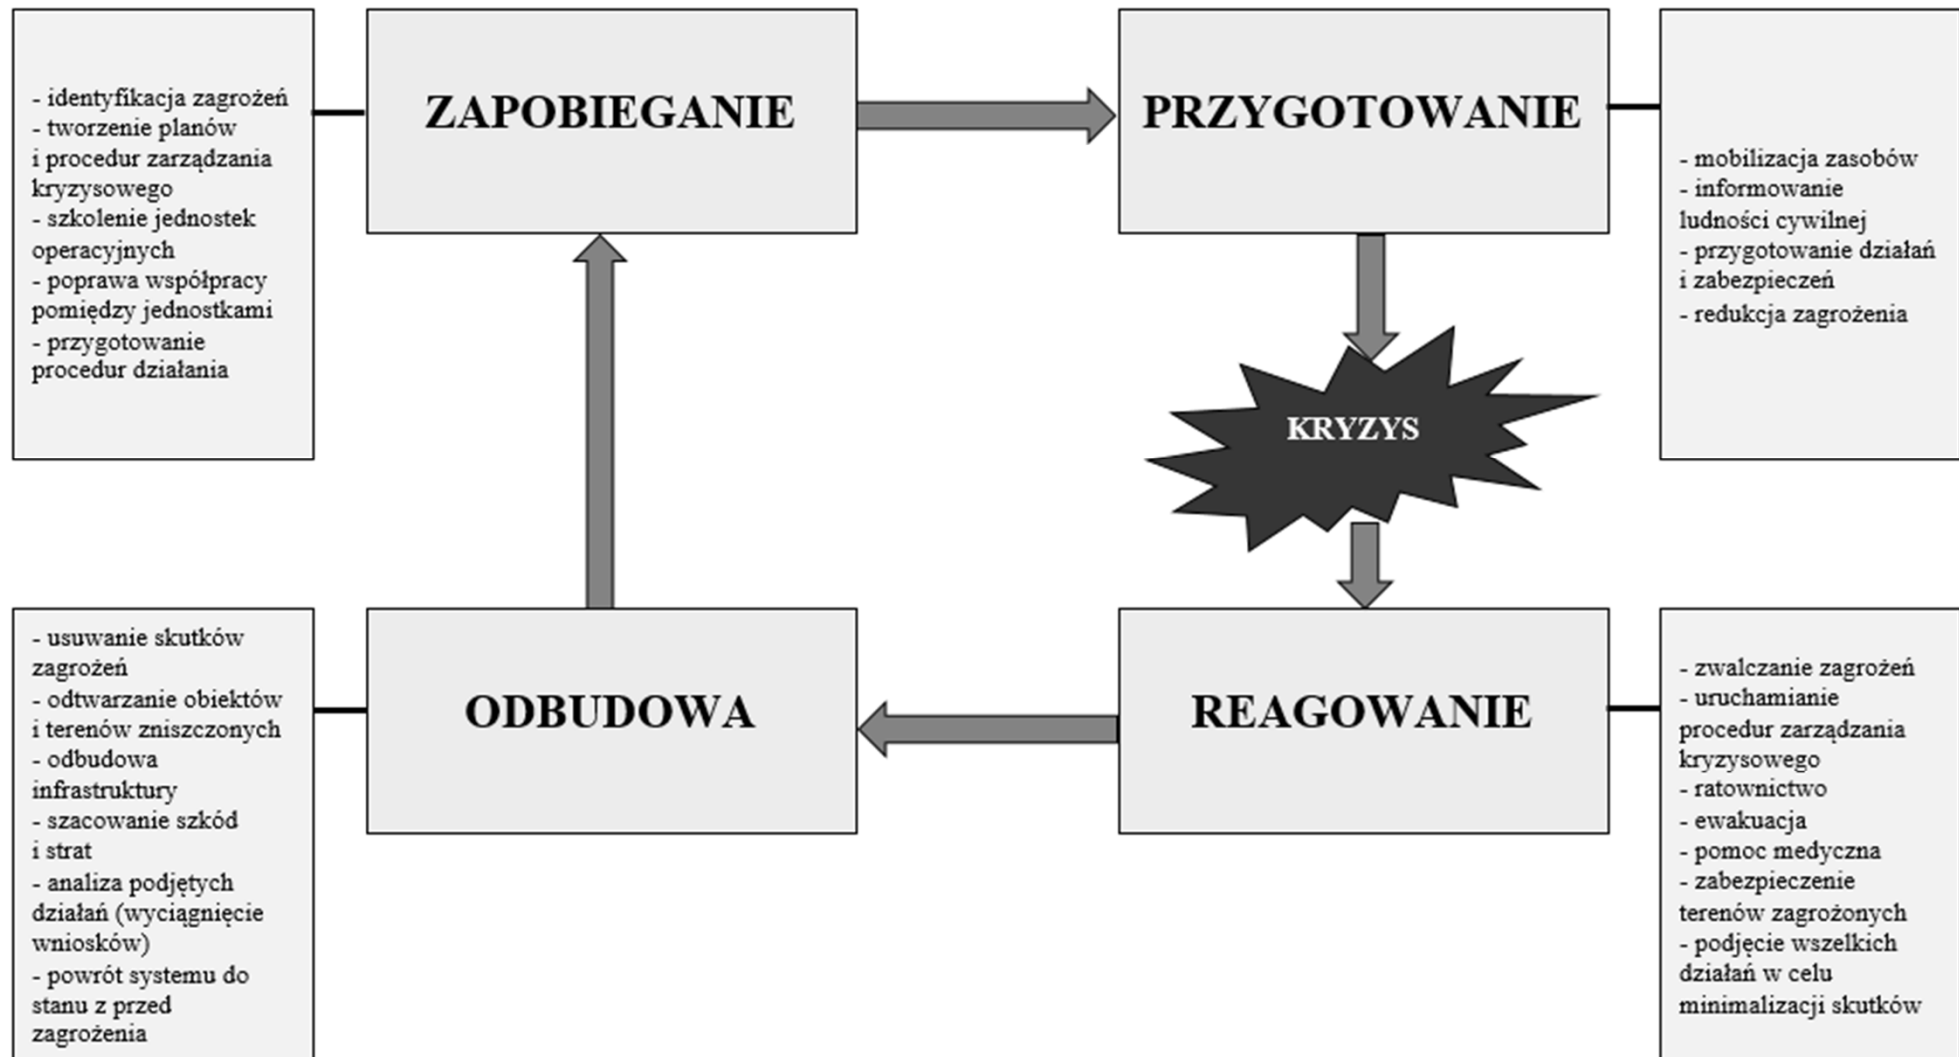 - identyfikacja zagrożeń
- tworzenie planów
i procedur zarządzania
kryzysowego
- szkolenie jednostek
operacyjnych
- poprawa współpracy
pomiędzy jednostkami
- przygotowanie
procedur działania
ZAPOBIEGANIE
PRZYGOTOWANIE
- mobilizacja zasobów
- informowanie
ludności cywilnej
- przygotowanie działań
i zabezpieczeń
- redukcja zagrożenia
KRYZYS
- usuwanie skutków
zagrożeń
- odtwarzanie obiektów
i terenów zniszczonych
- odbudowa
infrastruktury
- szacowanie szkód
i strat
- analiza podjętych
działań (wyciągnięcie
wniosków)
- powrót systemu do
stanu z przed
zagrożenia
ODBUDOWA
REAGOWANIE
- zwalczanie zagrożeń
- uruchamianie
procedur zarządzania
kryzysowego
- ratownictwo
- ewakuacja
- pomoc medyczna
- zabezpieczenie
terenów zagrożonych
- podjęcie wszelkich
działań w celu
minimalizacji skutków